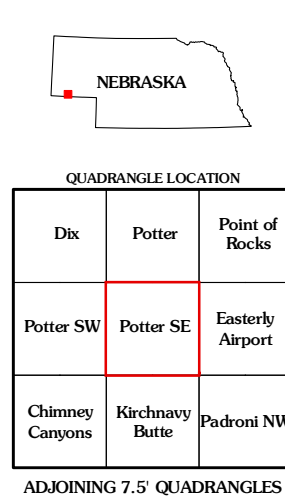 NEBRASKA
QUADRANGLE LOCATION
Dix
Potter
Point of
Rocks
Potter SW
Potter SE
Easterly
Airport
Chimney
Canyons
Kirchnavy
Butte
Padroni NW
ADJOINING 7.5' QUADRANGLES